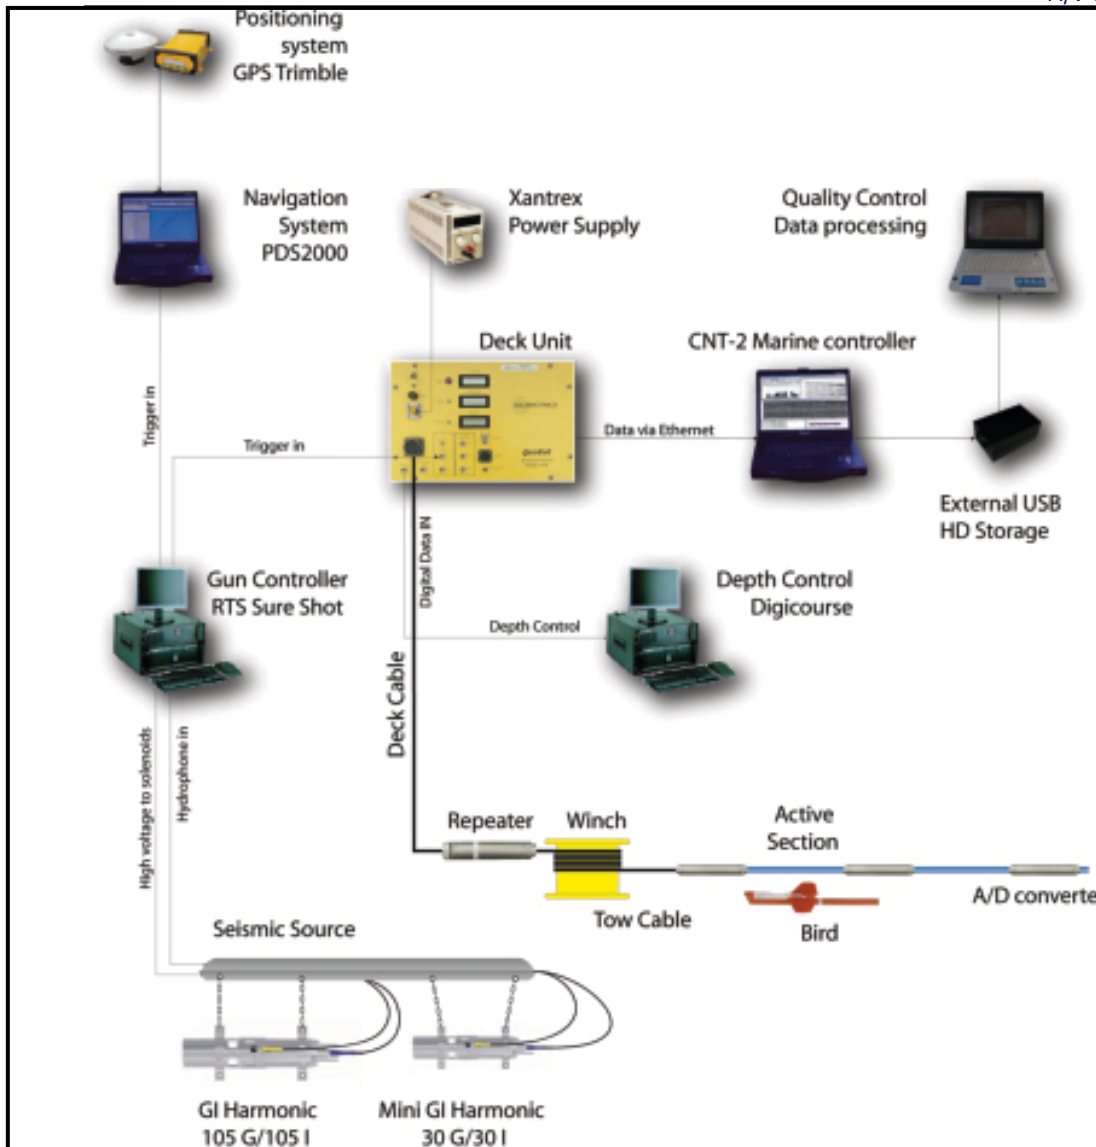 Positioning
system
GPS Trimble
Navigation
System
PDS2000
Xantrex
Power Supply
Quality Control
Data processing
Deck Unit
CNT-2 Marine controller
Trigger in
Trigger in
Data via Ethernet
External USB
HD Storage
Digital Data IN
Gun Controller
RTS Sure Shot
Depth Control
Digicourse
Depth Control
Deck Cable
High voltage to solenoids
Hydrophone in
Repeater
Winch
Active
Section
Tow Cable
Bird
A/D converte
Seismic Source
GI Harmonic
105 G/105 I
Mini GI Harmonic
30 G/30 I